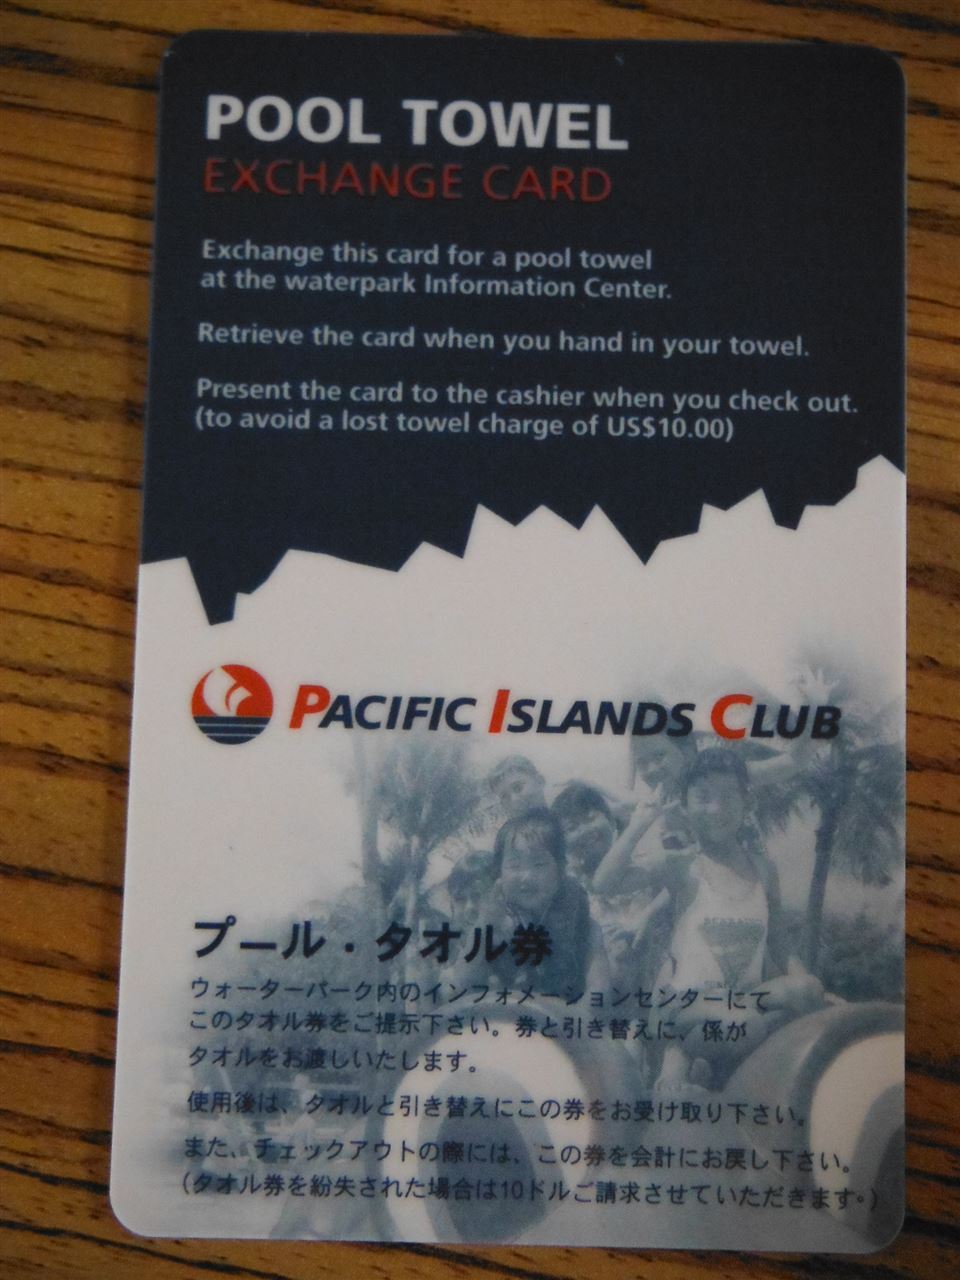 POOL TOWEL
EXCHANGE CARD
Exchange this card for a pool towel
at the waterpark Information Center.
Retrieve the card when you hand in your towel.
Present the card to the cashier when you check out.
(to avoid a lost towel charge of US$10.00)
PACIFIC ISLANDS CLUB
プール・タオル券
ウォーターパーク内のインフォメーションセンターにて
このタオル券をご提示下さい。券と引き替えに、係が
タオルをお渡しいたします。
使用後は、タオルと引き替えにこの券をお受け取り下さい。
また、チェックアウトの際には、この券を会計にお戻し下さい。
(タオル券を紛失された場合は10ドルご請求させていただきます。)